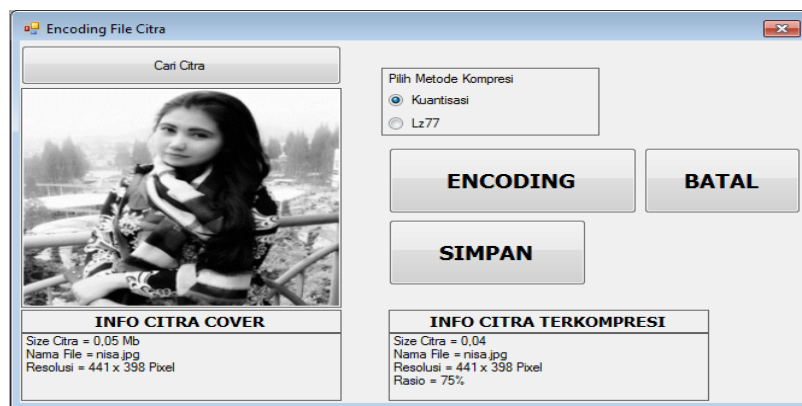 Encoding File Citra
Cari Citra
Pilih Metode Kompresi
Kuantisasi
Lz77
ENCODING
BATAL
SIMPAN
INFO CITRA COVER
Size Citra = 0,05 Mb
Nama File = nisa.jpg
Resolusi = 441 x 398 Pixel
INFO CITRA TERKOMPRESI
Size Citra = 0,04
Nama File = nisa.jpg
Resolusi = 441 x 398 Pixel
Rasio = 75%